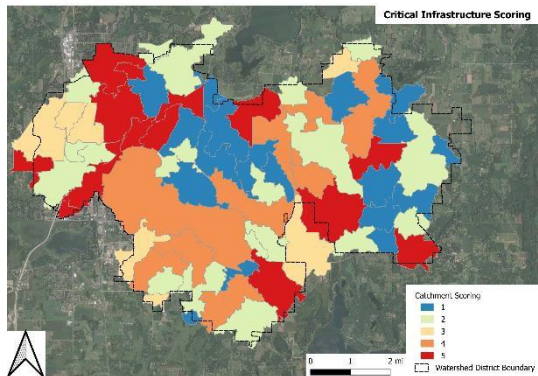 Critical Infrastructure Scoring
Catchment Scoring
1
2
3
4
5
Watershed District Boundary
0 1 2 mi